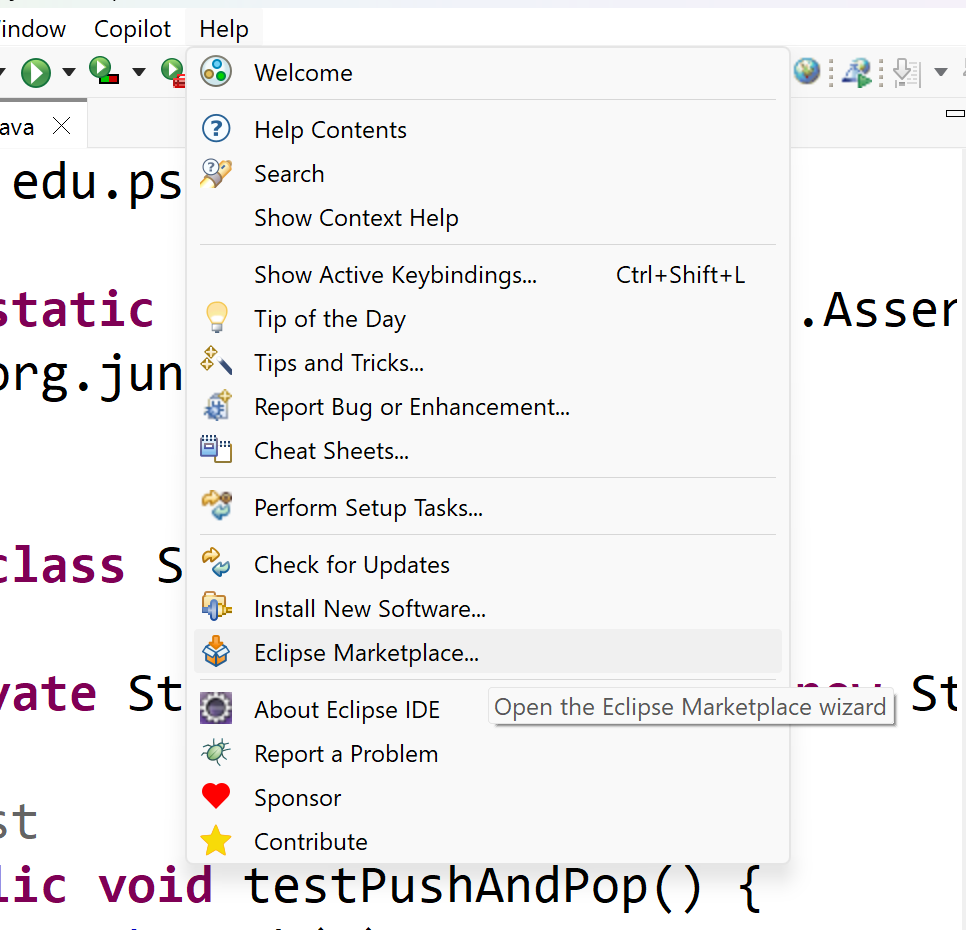 Copilot Help
Welcome
Help Contents
Search
Show Context Help
Show Active Keybindings... Ctrl+Shift+L
Tip of the Day
Tips and Tricks...
Report Bug or Enhancement...
Cheat Sheets...
Perform Setup Tasks...
Check for Updates
Install New Software...
Eclipse Marketplace...
Open the Eclipse Marketplace wizard
About Eclipse IDE
Report a Problem
Sponsor
Contribute
ava
edu.ps
static .Asser
org.jun
class S
vate St St
st
lic void testPushAndPop() {